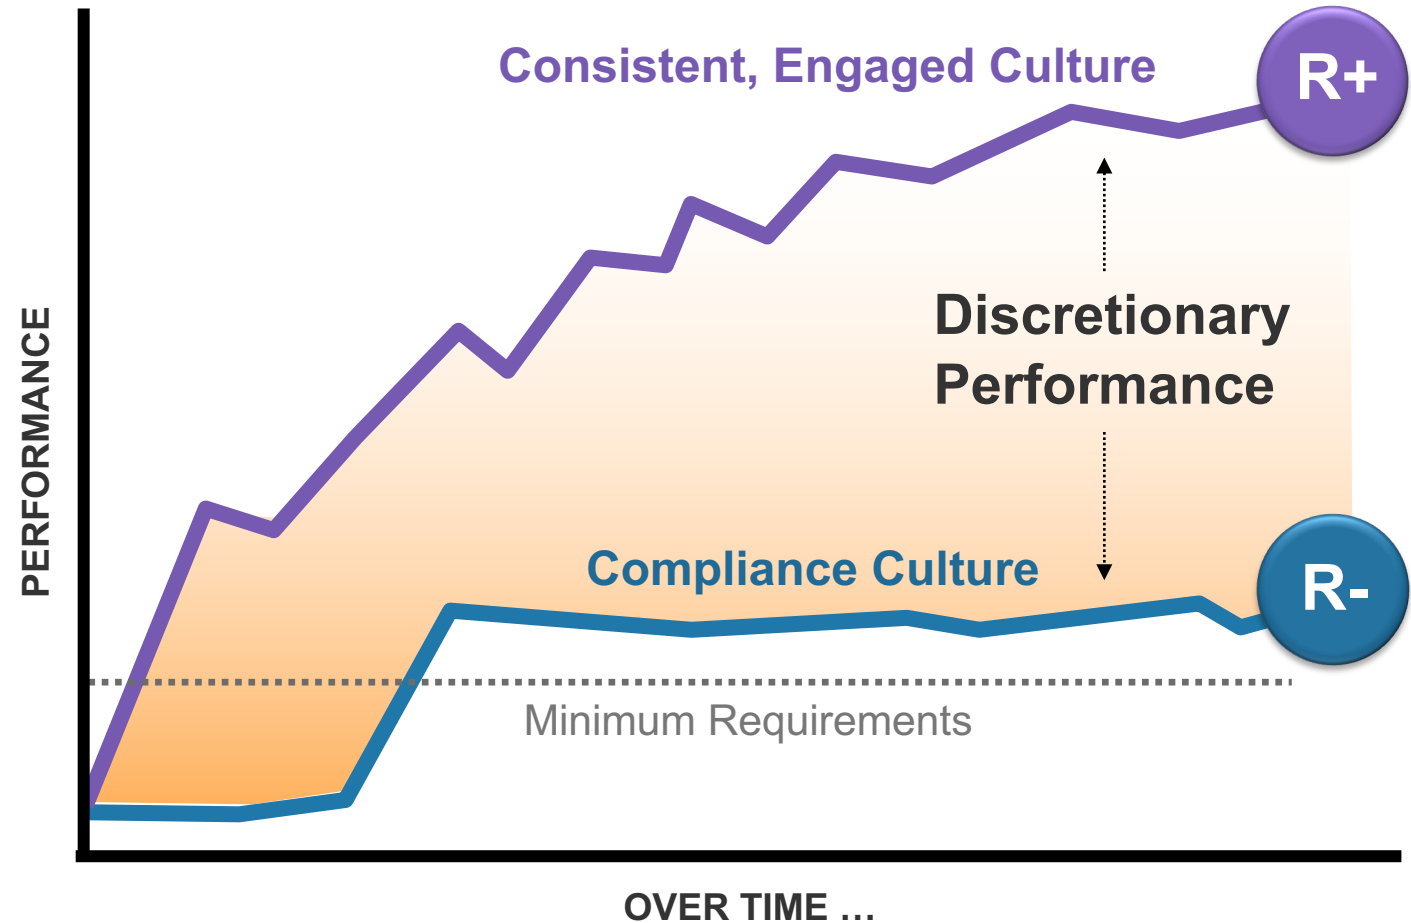 Consistent, Engaged Culture
R+
Discretionary
Performance
PERFORMANCE
Compliance Culture
R-
Minimum Requirements
OVER TIME ...